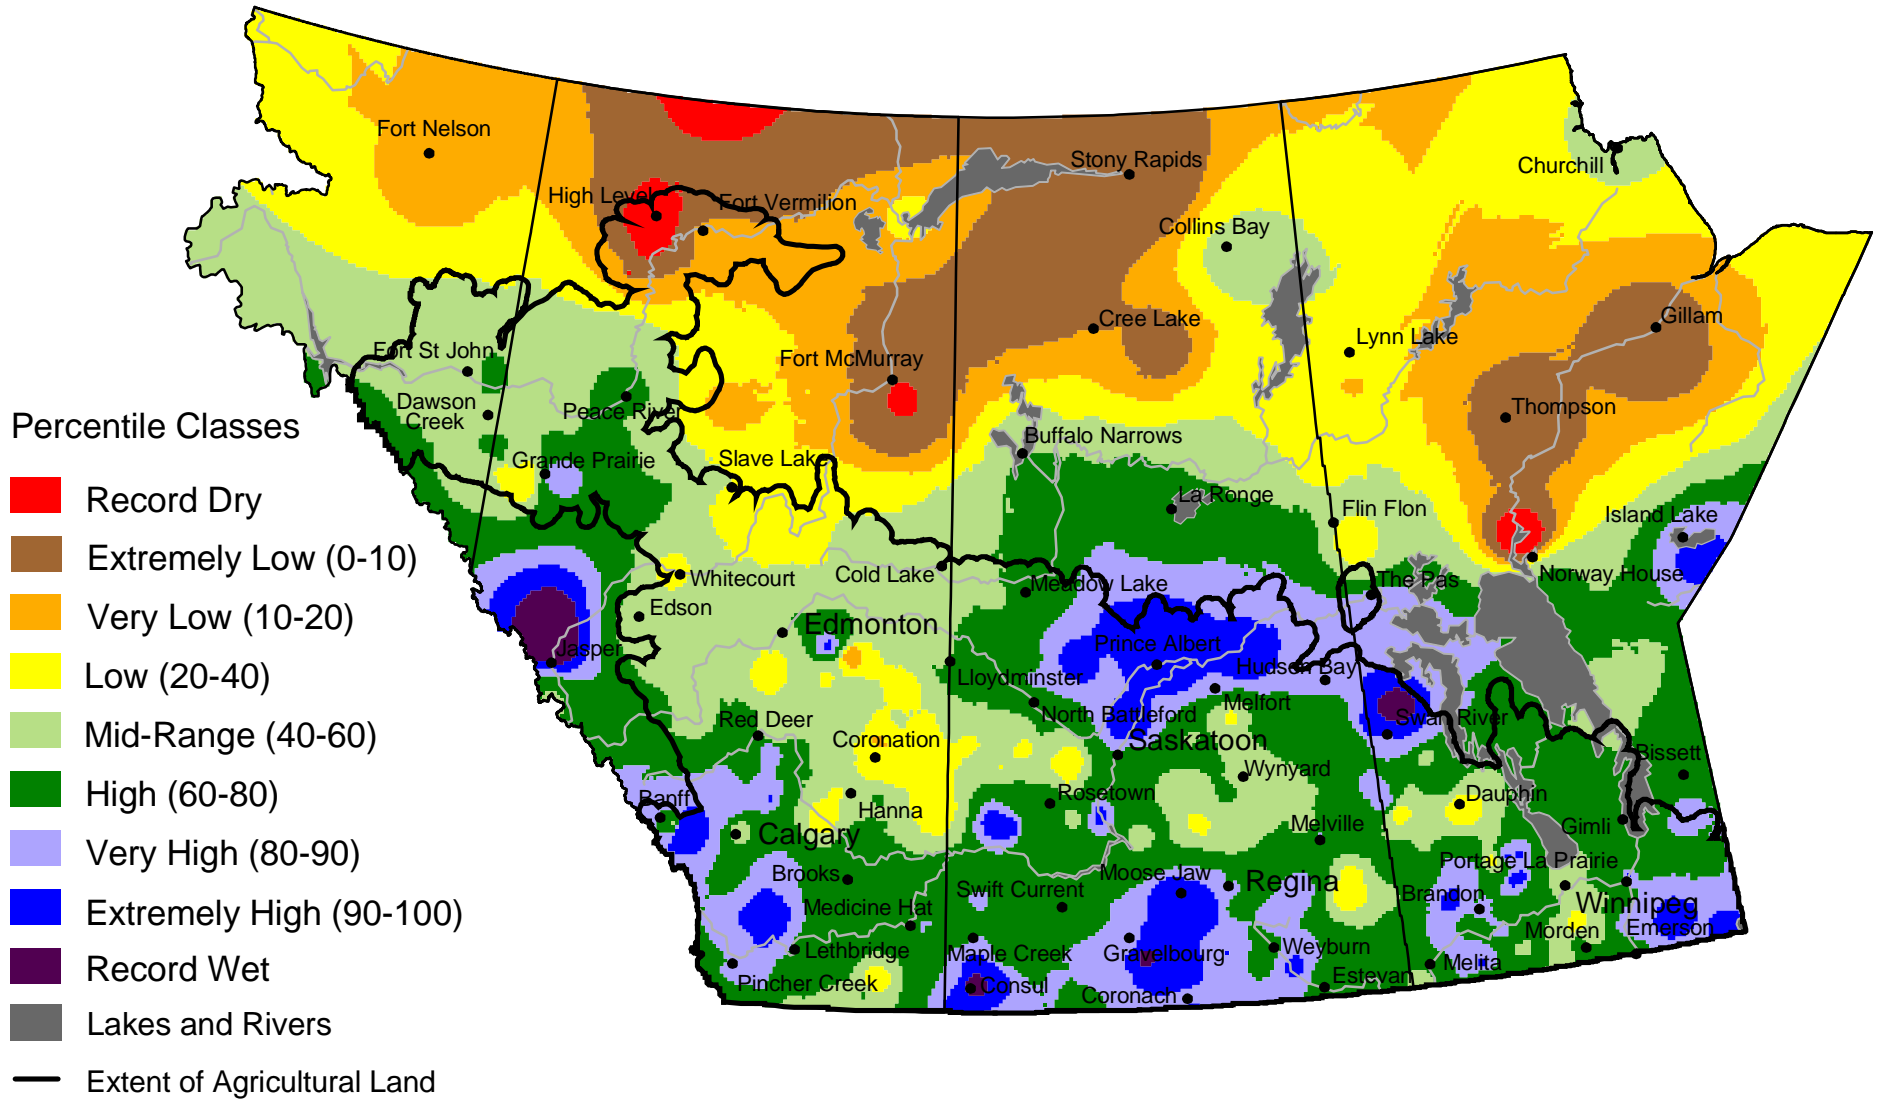 Fort Nelson
High Level
Fort Vermilion
Stony Rapids
Churchill
Collins Bay
Fort St John
Dawson
Creek
Peace River
Fort McMurray
Cree Lake
Lynn Lake
Gillam
Thompson
Grande Prairie
Slave Lake
Buffalo Narrows
La Ronge
Flin Flon
Island Lake
Whitecourt
Cold Lake
Meadow Lake
The Pas
Norway House
Edson
Edmonton
Jasper
Lloydminster
Prince Albert
Hudson Bay
Red Deer
North Battleford
Melfort
Swan River
Coronation
Saskatoon
Wynyard
Bissett
Banff
Hanna
Rosetown
Dauphin
Calgary
Melville
Gimli
Brooks
Swift Current
Moose Jaw
Regina
Portage La Prairie
Brandon
Winnipeg
Medicine Hat
Lethbridge
Maple Creek
Gravelbourg
Weyburn
Morden
Emerson
Pincher Creek
Consul
Coronach
Estevan
Melita
Percentile Classes
Record Dry
Extremely Low (0-10)
Very Low (10-20)
Low (20-40)
Mid-Range (40-60)
High (60-80)
Very High (80-90)
Extremely High (90-100)
Record Wet
Lakes and Rivers
Extent of Agricultural Land